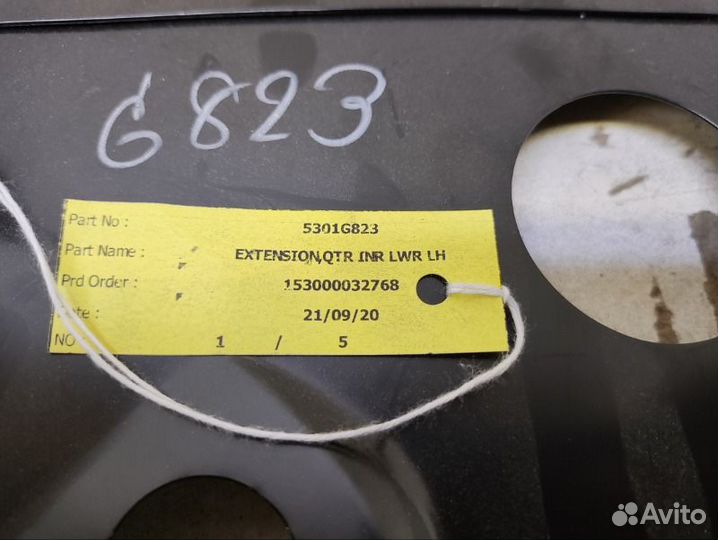 G823
Part No : 5301G823
Part Name : EXTENSION,QTR INR LWR LH
Prd Order : 153000032768
Date : 21/09/20
NO 1 / 5
Avito